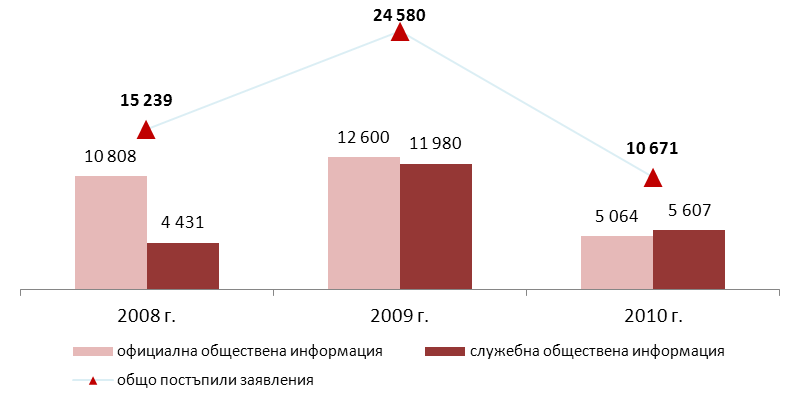 24 580
15 239
12 600
11 980
10 808
10 671
4 431
5 064
5 607
2008 г.
2009 г.
2010 г.
официална обществена информация
служебна обществена информация
общо постъпили заявления